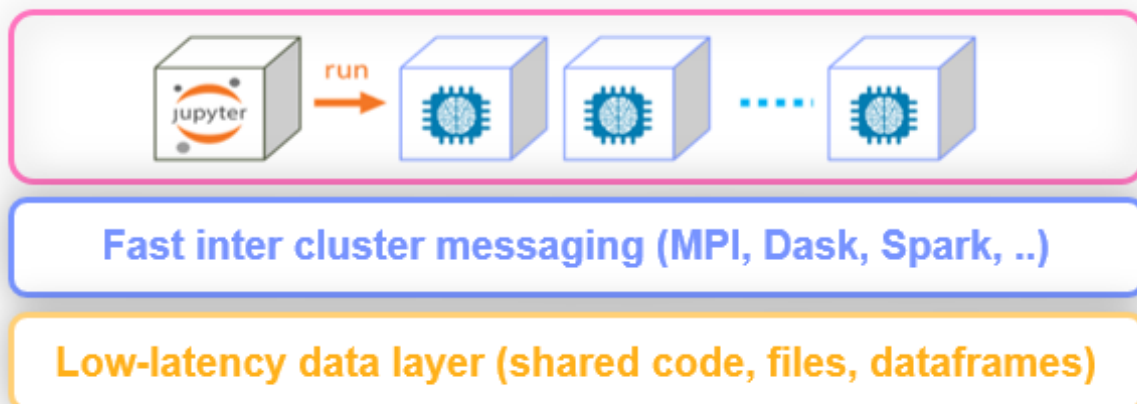 jupyter
run
Fast inter cluster messaging (MPI, Dask, Spark, ..)
Low-latency data layer (shared code, files, dataframes)